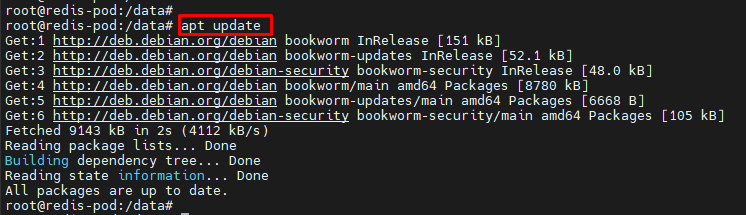 root@redis-pod:/data#
root@redis-pod:/data# apt update
Get:1 http://deb.debian.org/debian bookworm InRelease [151 kB]
Get:2 http://deb.debian.org/debian bookworm-updates InRelease [52.1 kB]
Get:3 http://deb.debian.org/debian-security bookworm-security InRelease [48.0 kB]
Get:4 http://deb.debian.org/debian bookworm/main amd64 Packages [8780 kB]
Get:5 http://deb.debian.org/debian bookworm-updates/main amd64 Packages [6668 B]
Get:6 http://deb.debian.org/debian-security bookworm-security/main amd64 Packages [105 kB]
Fetched 9143 kB in 2s (4112 kB/s)
Reading package lists... Done
Building dependency tree... Done
Reading state information... Done
All packages are up to date.
root@redis-pod:/data#